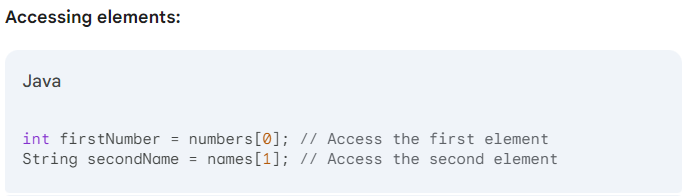 Accessing elements:
Java
int firstNumber = numbers[0]; // Access the first element
String secondName = names[1]; // Access the second element